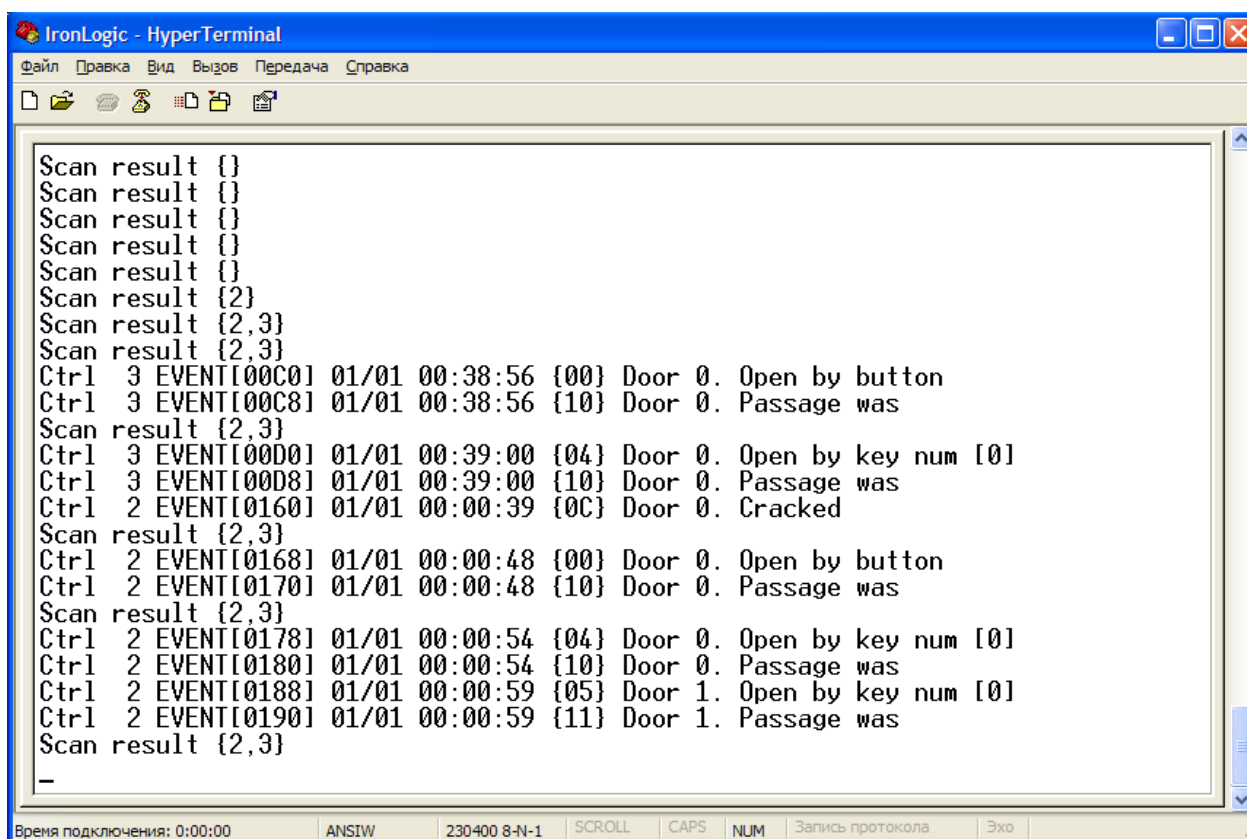 IronLogic - HyperTerminal
Файл Правка Вид Вызов Передача Справка
Scan result {}
Scan result {}
Scan result {}
Scan result {}
Scan result {}
Scan result {2}
Scan result {2,3}
Scan result {2,3}
Ctrl  3 EVENT[00C0] 01/01 00:38:56 {00} Door 0. Open by button
Ctrl  3 EVENT[00C8] 01/01 00:38:56 {10} Door 0. Passage was
Scan result {2,3}
Ctrl  3 EVENT[00D0] 01/01 00:39:00 {04} Door 0. Open by key num [0]
Ctrl  3 EVENT[00D8] 01/01 00:39:00 {10} Door 0. Passage was
Ctrl  2 EVENT[0160] 01/01 00:00:39 {0C} Door 0. Cracked
Scan result {2,3}
Ctrl  2 EVENT[0168] 01/01 00:00:48 {00} Door 0. Open by button
Ctrl  2 EVENT[0170] 01/01 00:00:48 {10} Door 0. Passage was
Scan result {2,3}
Ctrl  2 EVENT[0178] 01/01 00:00:54 {04} Door 0. Open by key num [0]
Ctrl  2 EVENT[0180] 01/01 00:00:54 {10} Door 0. Passage was
Ctrl  2 EVENT[0188] 01/01 00:00:59 {05} Door 1. Open by key num [0]
Ctrl  2 EVENT[0190] 01/01 00:00:59 {11} Door 1. Passage was
Scan result {2,3}
_
Время подключения: 0:00:00 ANSIW 230400 8-N-1 SCROLL CAPS NUM Запись протокола Эхо